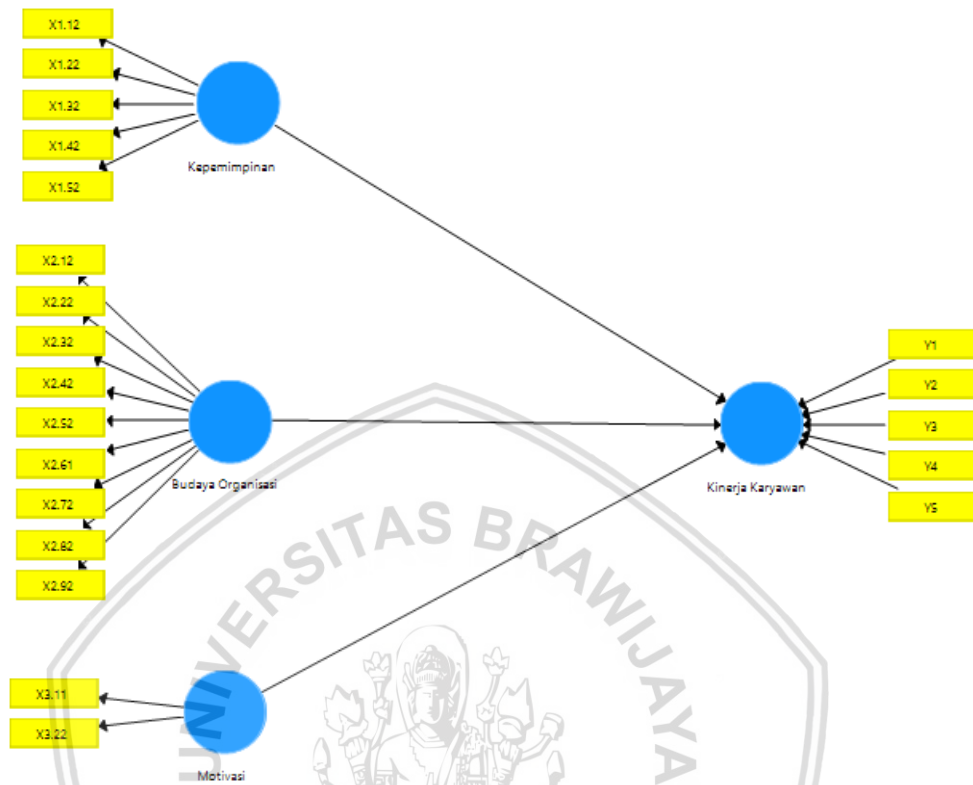 X1.12
X1.22
X1.32
X1.42
X1.52
Kepemimpinan
X2.12
X2.22
X2.32
X2.42
X2.52
X2.61
X2.72
X2.82
X2.92
Budaya Organisasi
Y1
Y2
Y3
Y4
Y5
Kinerja Karyawan
X3.11
X3.22
Motivasi
UNIVERSITAS BRAWIJAYA